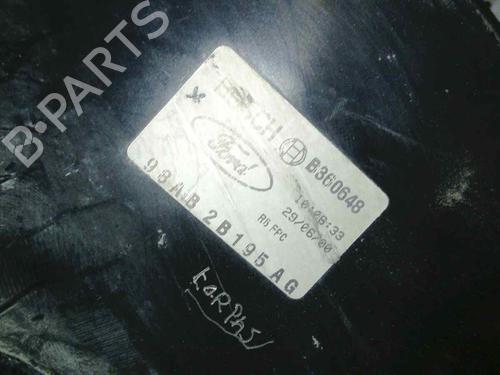 B-PARTS
BOSCH B360648
Ford 10:28:33
29/06/00
R5 FPC
98AB 2B195 AG